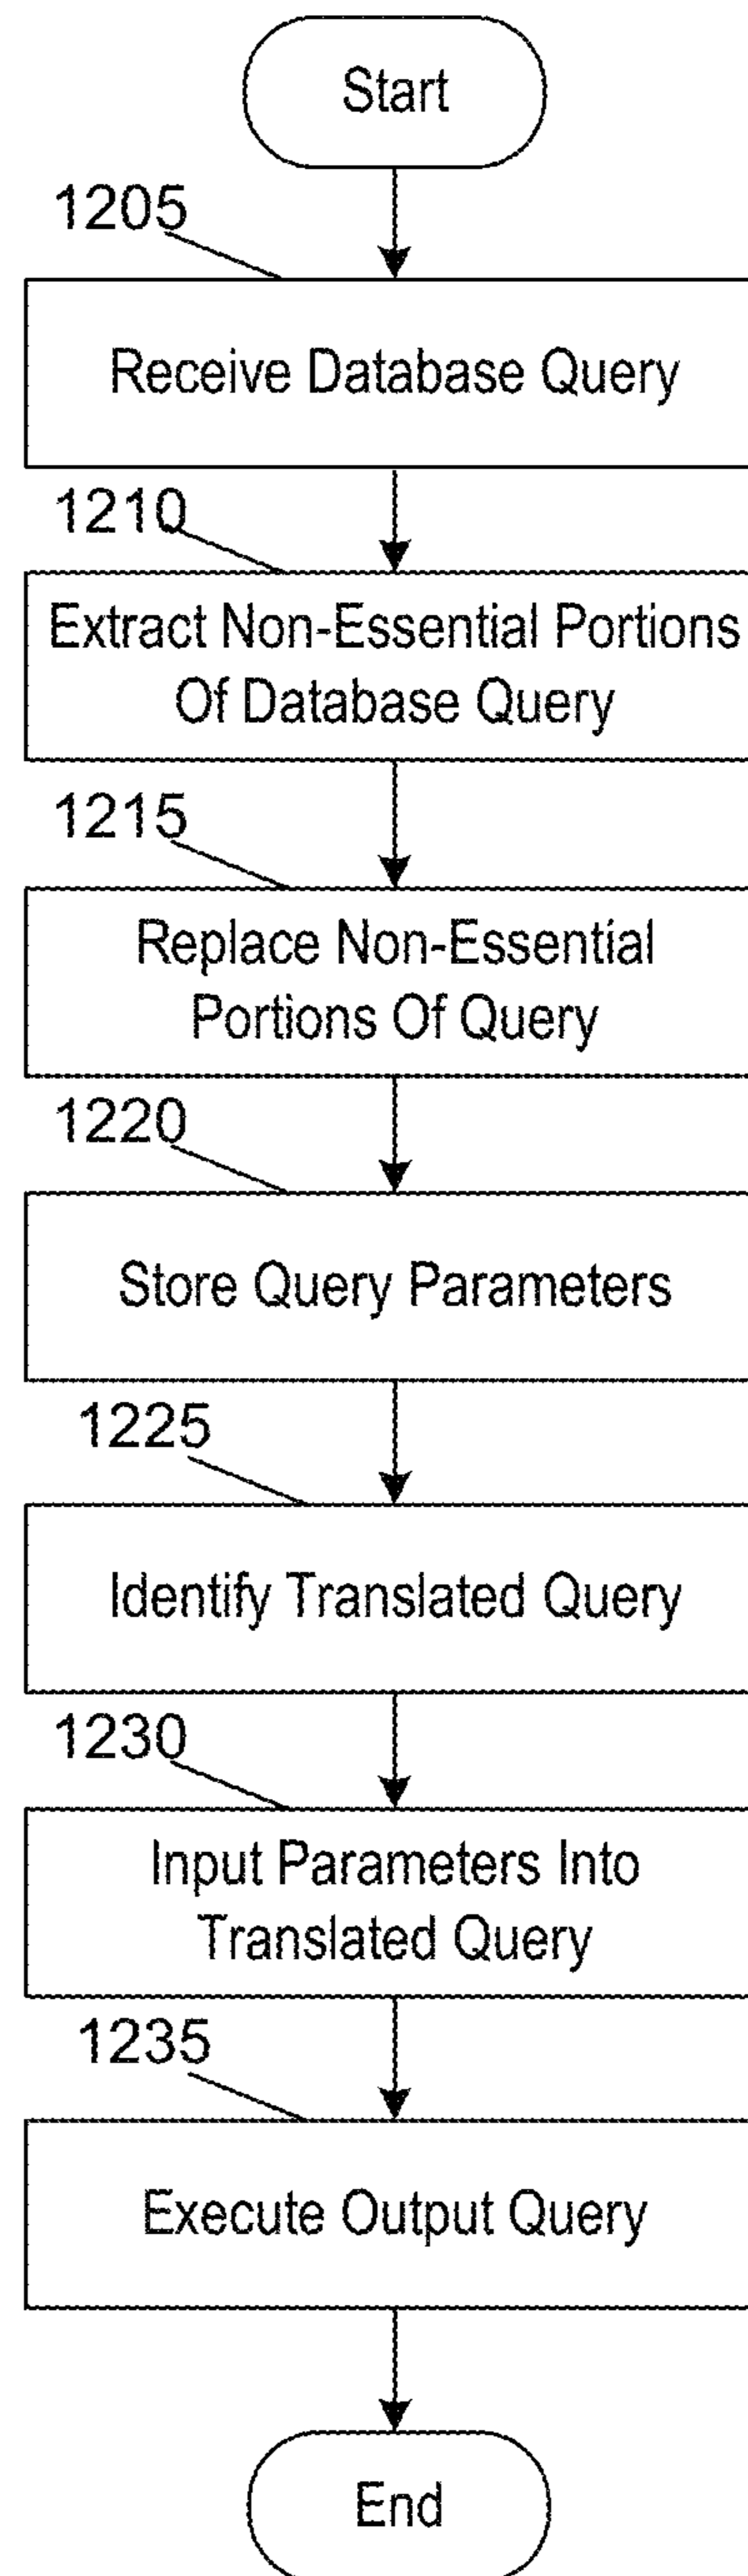 Start
1205
Receive Database Query
1210
Extract Non-Essential Portions
Of Database Query
1215
Replace Non-Essential
Portions Of Query
1220
Store Query Parameters
1225
Identify Translated Query
1230
Input Parameters Into
Translated Query
1235
Execute Output Query
End